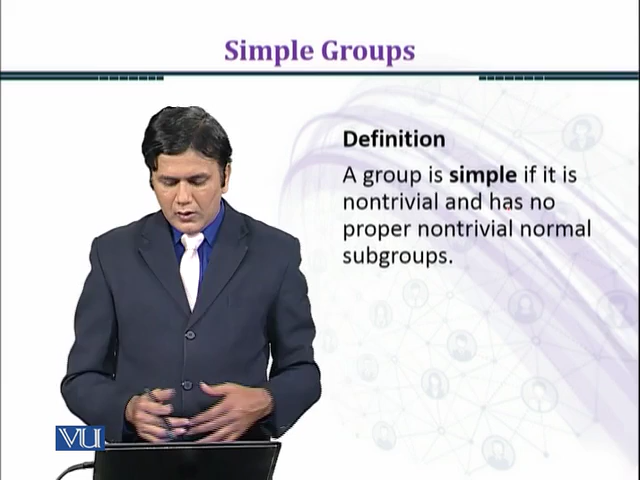 Simple Groups
Definition
A group is simple if it is
nontrivial and has no
proper nontrivial normal
subgroups.
VU